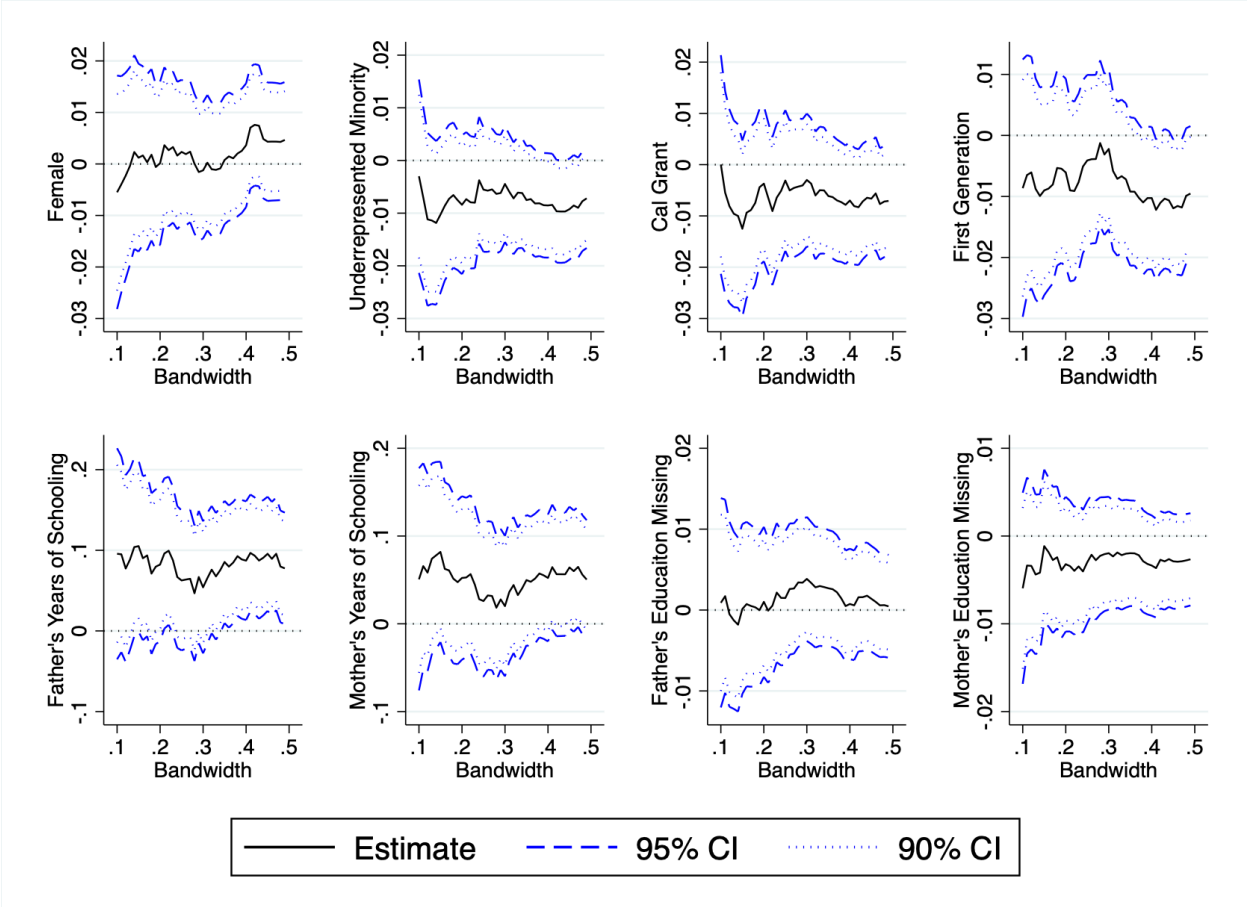 Female
.02
.01
0
-.01
-.02
-.03
.1 .2 .3 .4 .5
Bandwidth
Underrepresented Minority
.02
.01
0
-.01
-.02
-.03
.1 .2 .3 .4 .5
Bandwidth
Cal Grant
.02
.01
0
-.01
-.02
-.03
.1 .2 .3 .4 .5
Bandwidth
First Generation
.01
0
-.01
-.02
-.03
.1 .2 .3 .4 .5
Bandwidth
Father's Years of Schooling
.2
.1
0
-.1
.1 .2 .3 .4 .5
Bandwidth
Mother's Years of Schooling
.2
.1
0
-.1
.1 .2 .3 .4 .5
Bandwidth
Father's Educaiton Missing
.02
.01
0
-.01
.1 .2 .3 .4 .5
Bandwidth
Mother's Education Missing
.01
0
-.01
-.02
.1 .2 .3 .4 .5
Bandwidth
Estimate 95% CI 90% CI